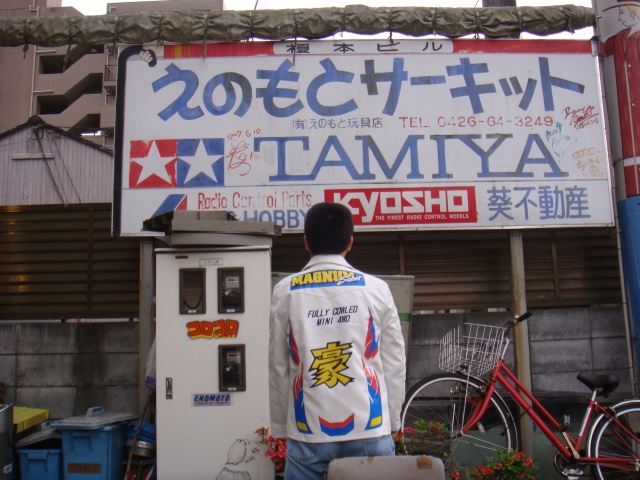 榎本ビル
えのもとサーキット
(有)えのもと玩具店 TEL 0426-64-3249
TAMIYA
Radio Control Parts
HOBBY
KYOSHO
THE FINEST RADIO CONTROL MODELS
葵不動産
コロコロ
ENOMOTO
MAGNUM
Saber
FULLY COWLED
MINI 4WD
豪